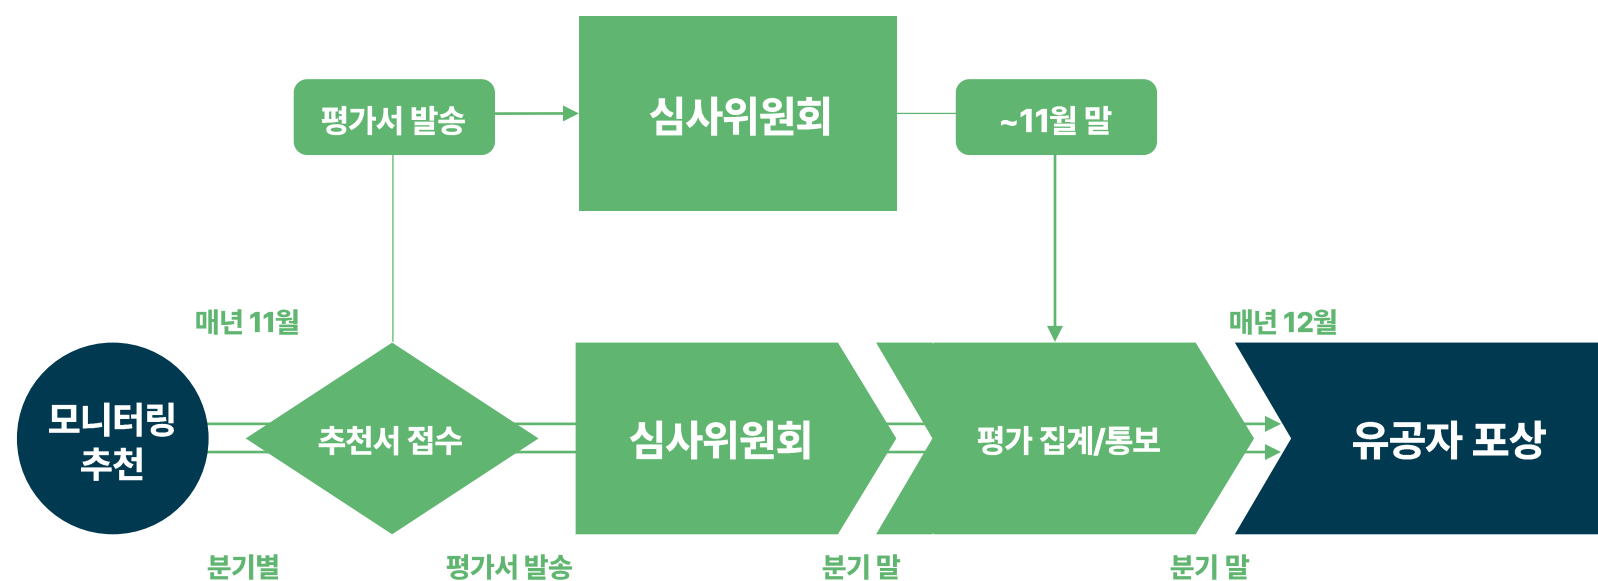 평가서 발송
심사위원회
~11월 말
매년 11월
매년 12월
모니터링
추천
추천서 접수
심사위원회
평가 집계/통보
유공자 포상
분기별
평가서 발송
분기 말
분기 말